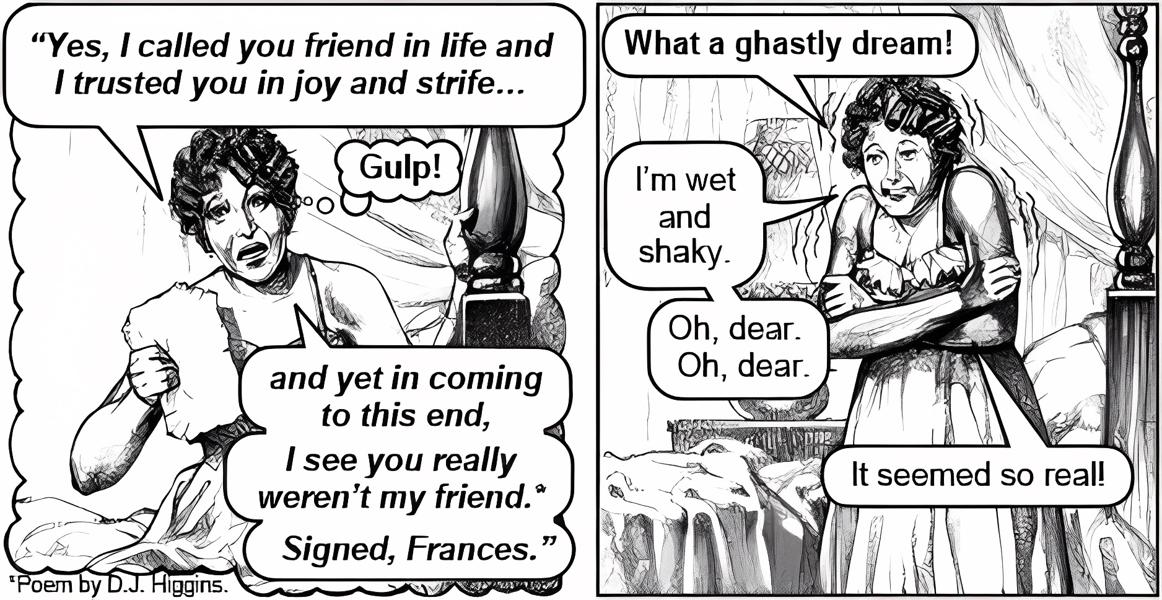 “Yes, I called you friend in life and
I trusted you in joy and strife...
Gulp!
and yet in coming
to this end,
I see you really
weren’t my friend.*
Signed, Frances.”
*Poem by D.J. Higgins.
What a ghastly dream!
I’m wet
and
shaky.
Oh, dear.
Oh, dear.
It seemed so real!